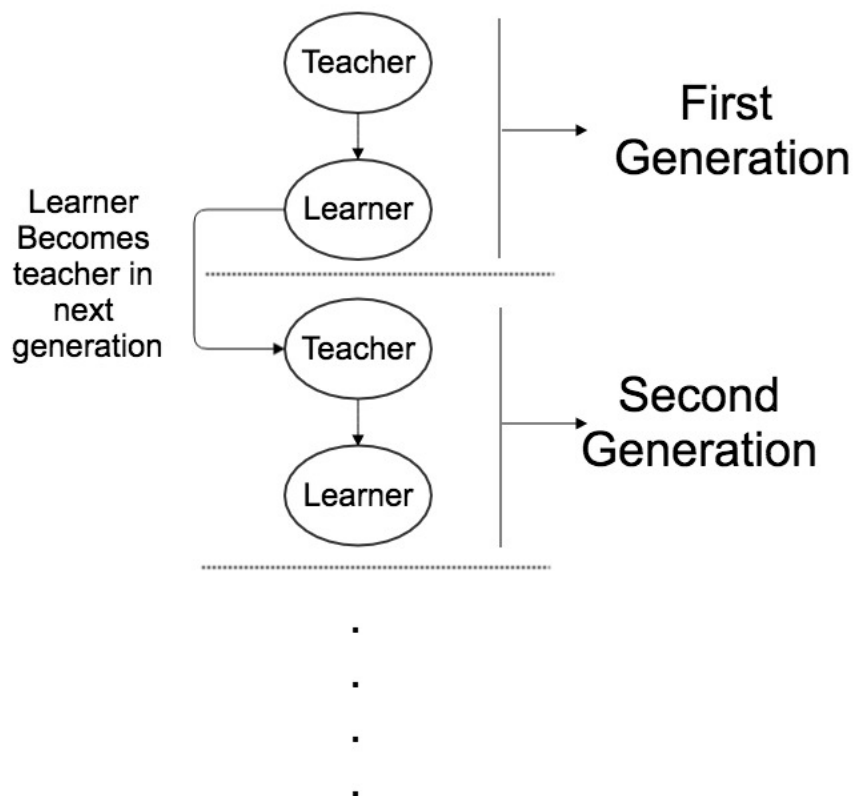 Teacher
First
Generation
Learner
Learner
Becomes
teacher in
next
generation
Teacher
Second
Generation
Learner